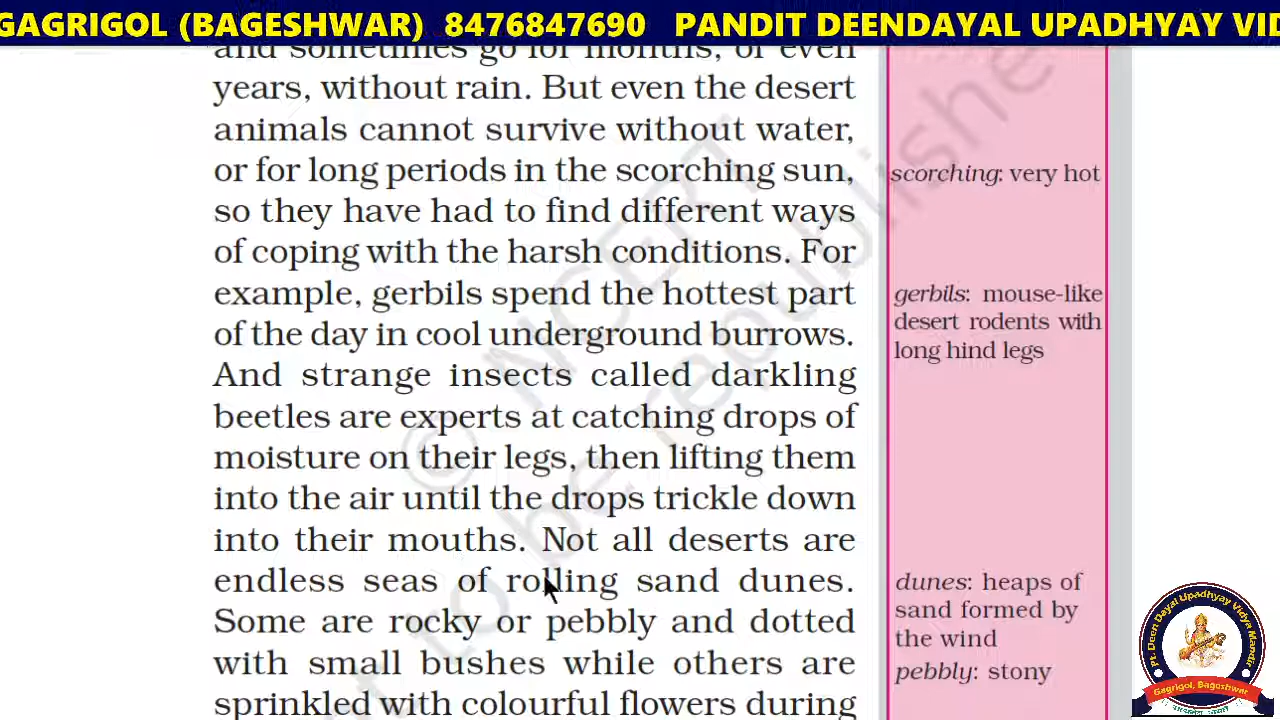 GAGRIGOL (BAGESHWAR)  8476847690   PANDIT DEENDAYAL UPADHYAY VID
and sometimes go for months, or even
years, without rain. But even the desert
animals cannot survive without water,
or for long periods in the scorching sun,
so they have had to find different ways
of coping with the harsh conditions. For
example, gerbils spend the hottest part
of the day in cool underground burrows.
And strange insects called darkling
beetles are experts at catching drops of
moisture on their legs, then lifting them
into the air until the drops trickle down
into their mouths. Not all deserts are
endless seas of rolling sand dunes.
Some are rocky or pebbly and dotted
with small bushes while others are
sprinkled with colourful flowers during
scorching: very hot
gerbils: mouse-like
desert rodents with
long hind legs
dunes: heaps of
sand formed by
the wind
pebbly: stony
© NCERT
not to be republished
Pt. Deen Dayal Upadhyay Vidya Mandir
Gagrigol, Bageshwar